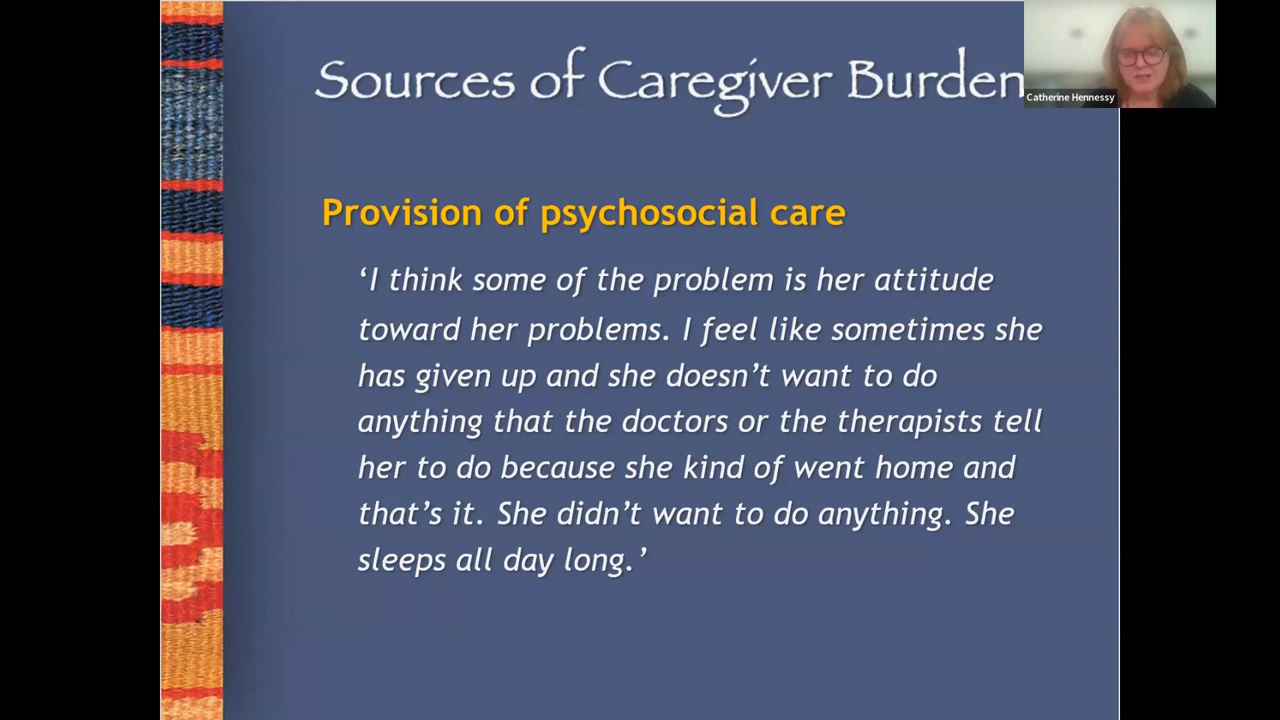 Sources of Caregiver Burden
Catherine Hennessy
Provision of psychosocial care
‘I think some of the problem is her attitude
toward her problems. I feel like sometimes she
has given up and she doesn’t want to do
anything that the doctors or the therapists tell
her to do because she kind of went home and
that’s it. She didn’t want to do anything. She
sleeps all day long.’